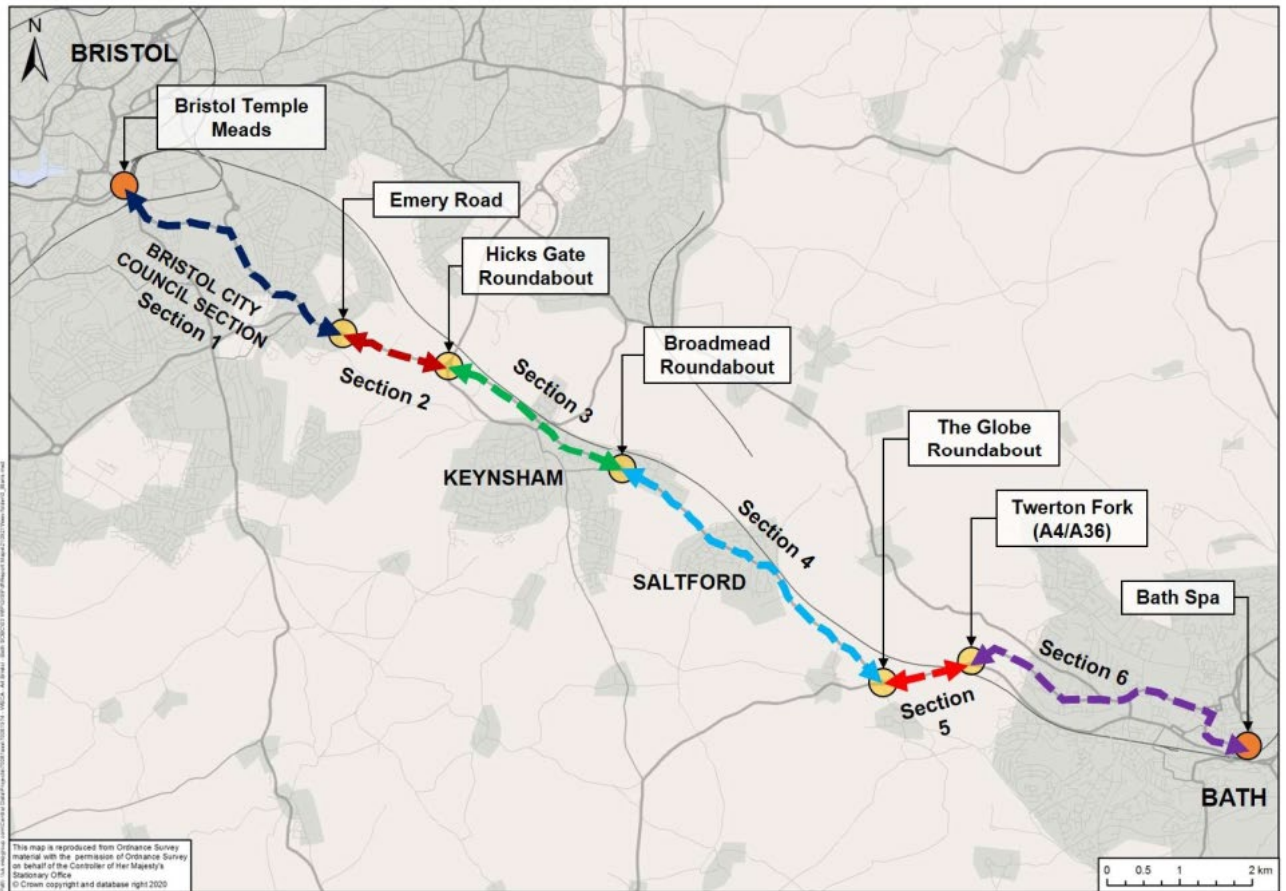 N
BRISTOL
Bristol Temple
Meads
Emery Road
Hicks Gate
Roundabout
BRISTOL CITY
COUNCIL SECTION
Section 1
Broadmead
Roundabout
Section 2
Section 3
The Globe
Roundabout
KEYNSHAM
Twerton Fork
(A4/A36)
Section 4
SALTFORD
Bath Spa
Section 6
Section
5
BATH
This map is reproduced from Ordnance Survey
material with the permission of Ordnance Survey
on behalf of the Controller of Her Majesty's
Stationary Office
© Crown copyright and database right 2020
0 0.5 1 2 km